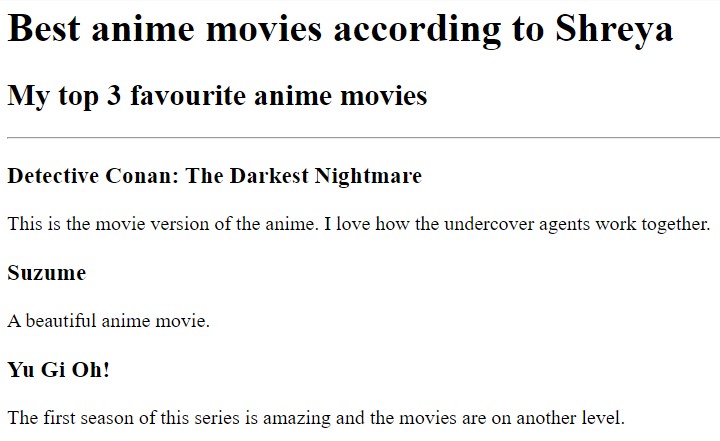 Best anime movies according to Shreya
My top 3 favourite anime movies
Detective Conan: The Darkest Nightmare
This is the movie version of the anime. I love how the undercover agents work together.
Suzume
A beautiful anime movie.
Yu Gi Oh!
The first season of this series is amazing and the movies are on another level.